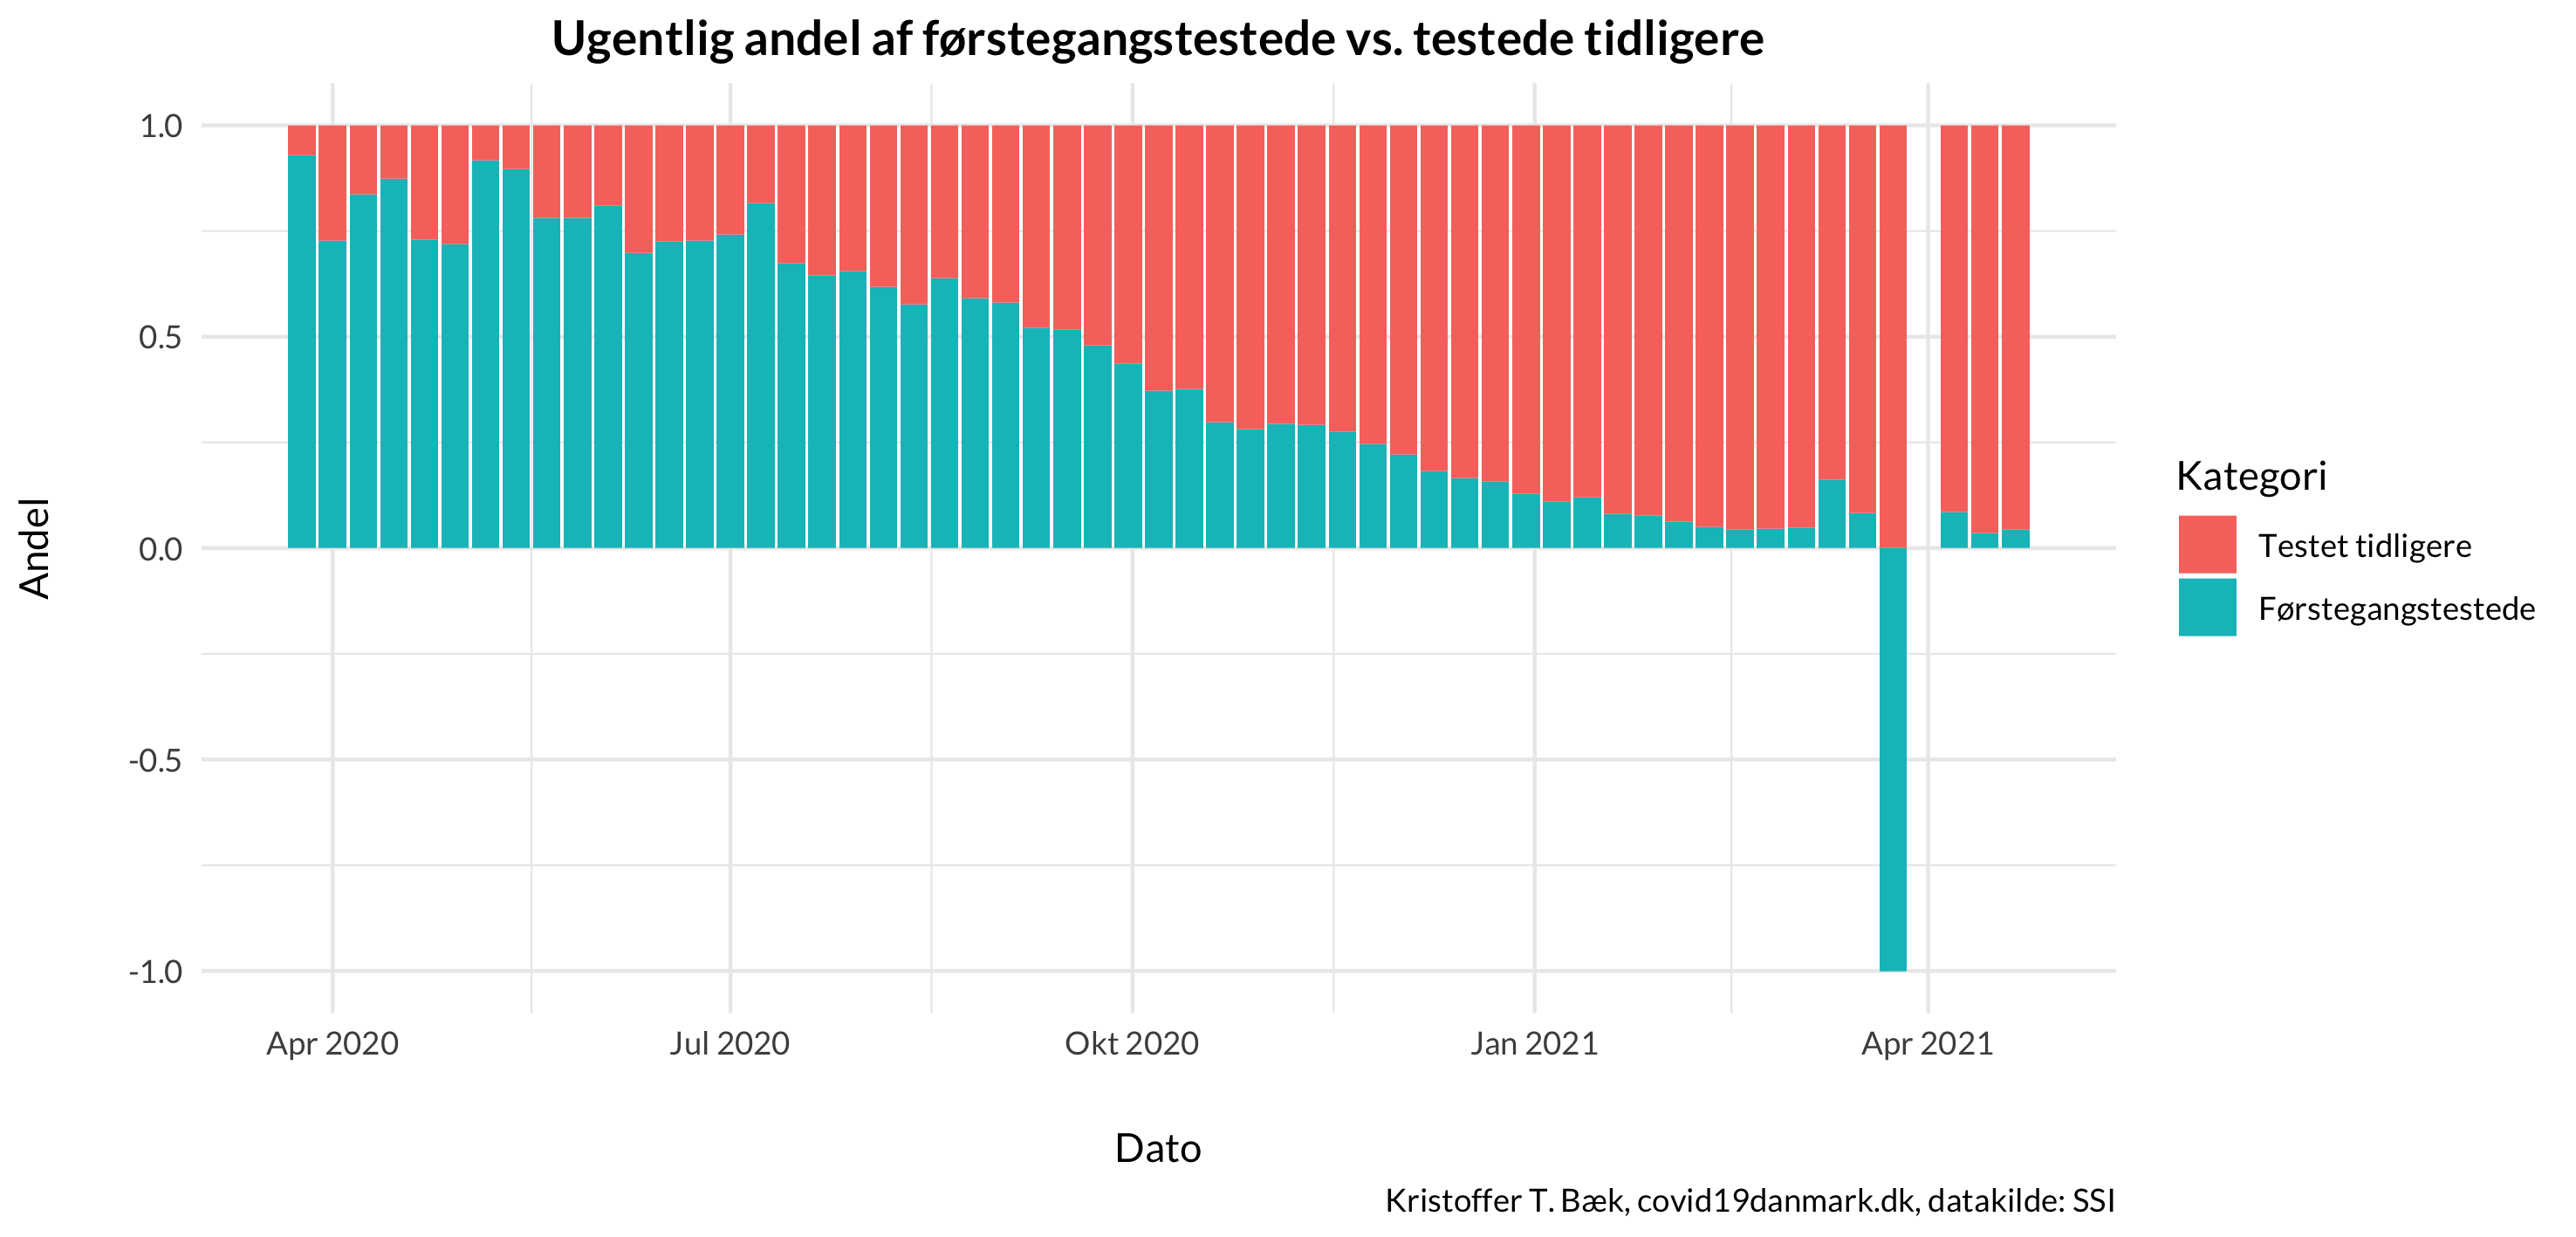 Ugentlig andel af førstegangstestede vs. testede tidligere
Andel
1.0
0.5
0.0
-0.5
-1.0
Apr 2020
Jul 2020
Okt 2020
Jan 2021
Apr 2021
Dato
Kategori
Testet tidligere
Førstegangstestede
Kristoffer T. Bæk, covid19danmark.dk, datakilde: SSI